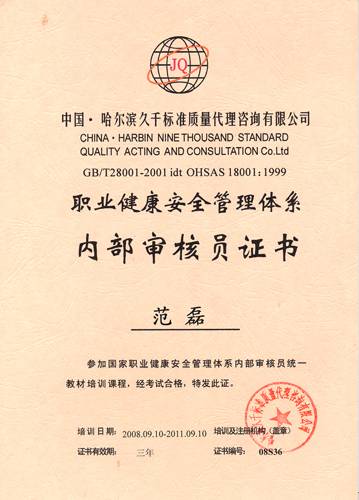 JQ
中国·哈尔滨久千标准质量代理咨询有限公司
CHINA · HARBIN NINE THOUSAND STANDARD
QUALITY ACTING AND CONSULTATION Co.Ltd
GB/T28001-2001 idt OHSAS 18001:1999
职业健康安全管理体系
内部审核员证书
范磊
参加国家职业健康安全管理体系内部审核员统一
教材培训课程，经考试合格，特发此证。
培训日期： 2008.09.10-2011.09.10 培训及注册机构（盖章）
证书有效期： 三年 证书编号： 08S36